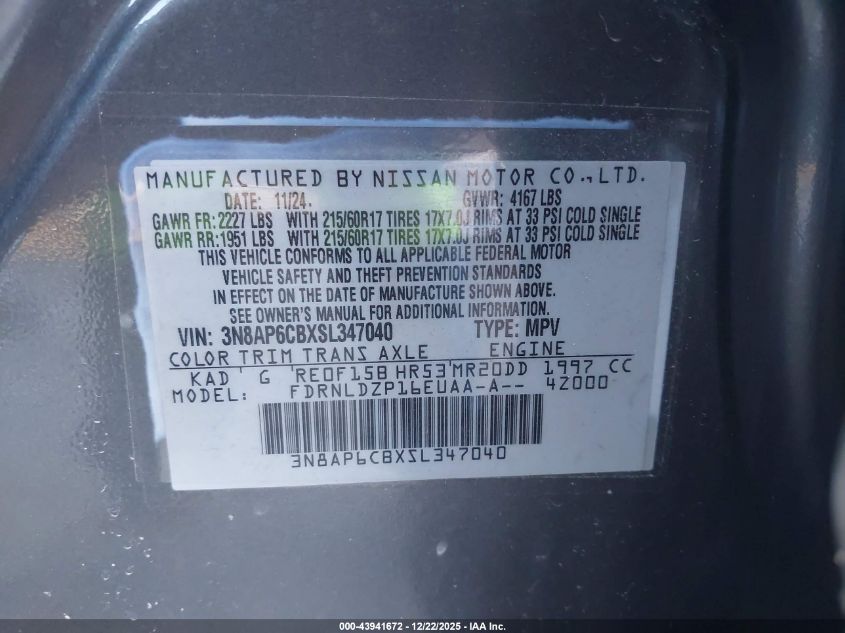 MANUFACTURED BY NISSAN MOTOR CO.,LTD.
DATE: 11/24. GVWR: 4167 LBS
GAWR FR: 2227 LBS WITH 215/60R17 TIRES 17X7.0J RIMS AT 33 PSI COLD SINGLE
GAWR RR: 1951 LBS WITH 215/60R17 TIRES 17X7.0J RIMS AT 33 PSI COLD SINGLE
THIS VEHICLE CONFORMS TO ALL APPLICABLE FEDERAL MOTOR
VEHICLE SAFETY AND THEFT PREVENTION STANDARDS
IN EFFECT ON THE DATE OF MANUFACTURE SHOWN ABOVE.
SEE OWNER'S MANUAL FOR ADDITIONAL INFORMATION.
VIN: 3N8AP6CBXSL347040 TYPE: MPV
COLOR TRIM TRANS AXLE ENGINE
KAD ' G 'RE0F15B HR53'MR20DD 1997 CC
MODEL: FDRNLDZP16EUAA-A-- 42000
3N8AP6CBXSL347040
000-43941672 - 12/22/2025 - IAA Inc.